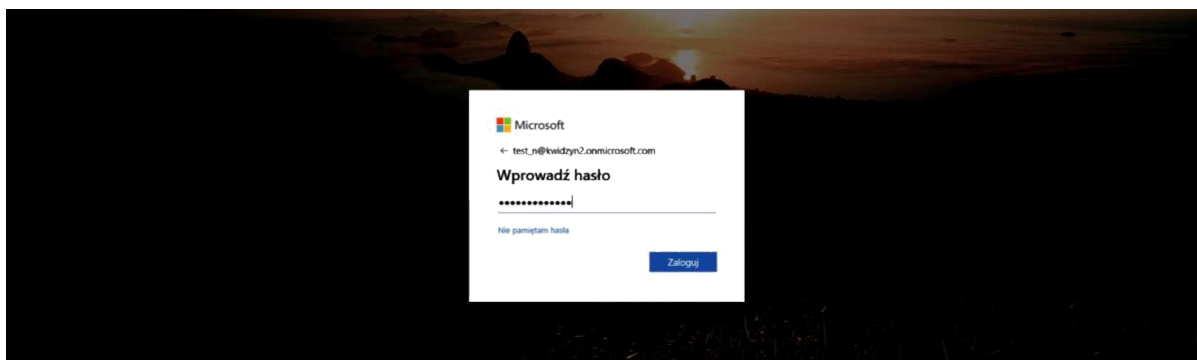 Microsoft
← test_n@kwidzyn2.onmicrosoft.com
Wprowadź hasło
•••••••••••••
Nie pamiętam hasła
Zaloguj